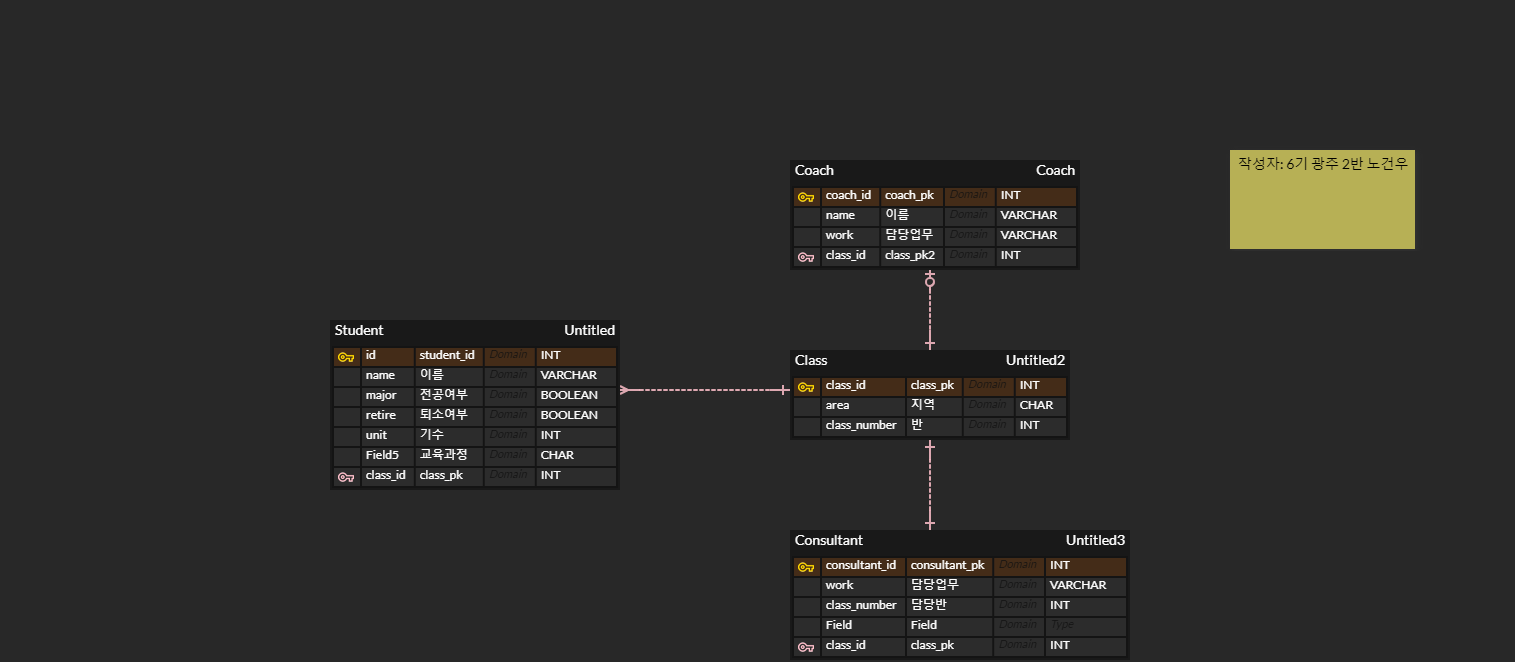 Coach Coach
coach_id coach_pk Domain INT
name 이름 Domain VARCHAR
work 담당업무 Domain VARCHAR
class_id class_pk2 Domain INT
작성자: 6기 광주 2반 노건우
Student Untitled
id student_id Domain INT
name 이름 Domain VARCHAR
major 전공여부 Domain BOOLEAN
retire 퇴소여부 Domain BOOLEAN
unit 기수 Domain INT
Field5 교육과정 Domain CHAR
class_id class_pk Domain INT
Class Untitled2
class_id class_pk Domain INT
area 지역 Domain CHAR
class_number 반 Domain INT
Consultant Untitled3
consultant_id consultant_pk Domain INT
work 담당업무 Domain VARCHAR
class_number 담당반 Domain INT
Field Field Domain Type
class_id class_pk Domain INT